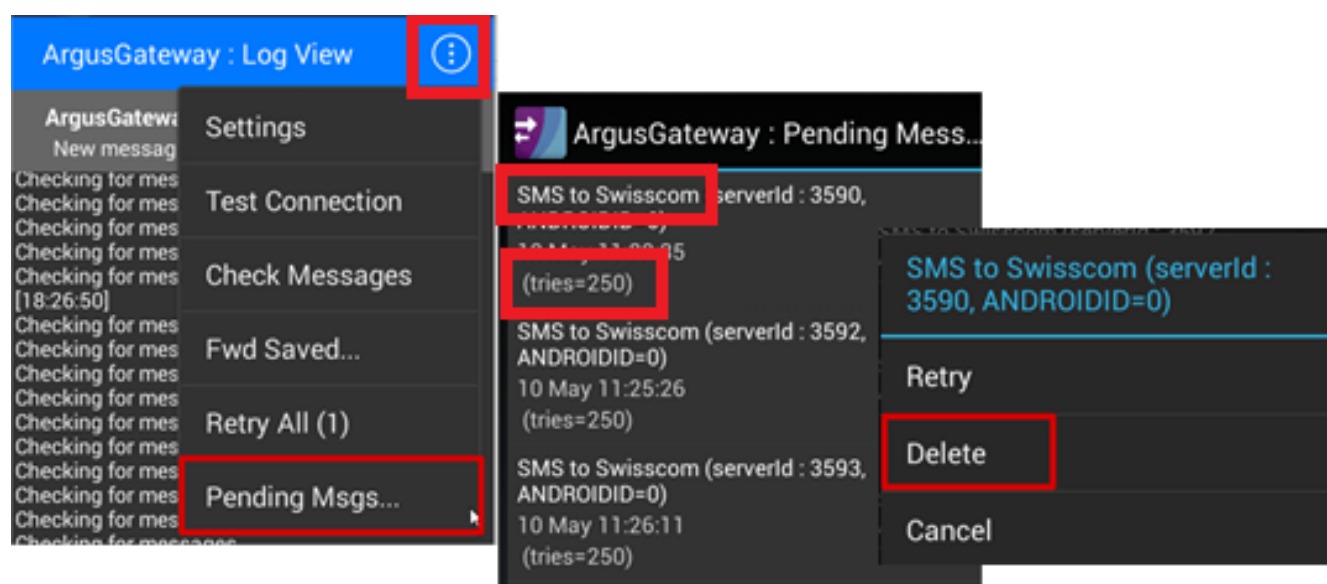 ArgusGateway : Log View
ArgusGatewa
New messag
Checking for mes
Checking for mes
Checking for mes
Checking for mes
Checking for mes
[18:26:50]
Checking for mes
Checking for mes
Checking for mes
Checking for mes
Checking for mes
Checking for mes
Checking for mes
Checking for mes
Checking for mes
Checking for messages
Settings
Test Connection
Check Messages
Fwd Saved...
Retry All (1)
Pending Msgs...
ArgusGateway : Pending Mess...
SMS to Swisscom serverId : 3590,
(tries=250)
SMS to Swisscom (serverId : 3592,
ANDROIDID=0)
10 May 11:25:26
(tries=250)
SMS to Swisscom (serverId : 3593,
ANDROIDID=0)
10 May 11:26:11
(tries=250)
SMS to Swisscom (serverId :
3590, ANDROIDID=0)
Retry
Delete
Cancel